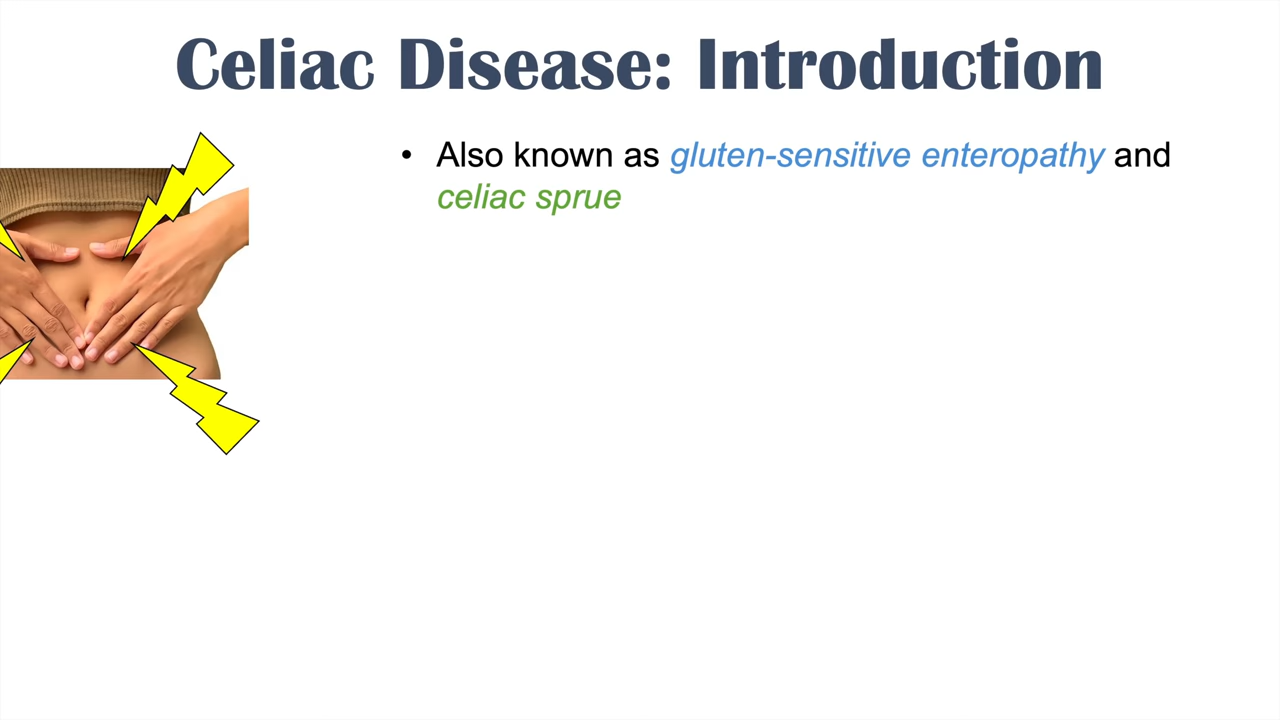 Celiac Disease: Introduction
• Also known as gluten-sensitive enteropathy and
celiac sprue